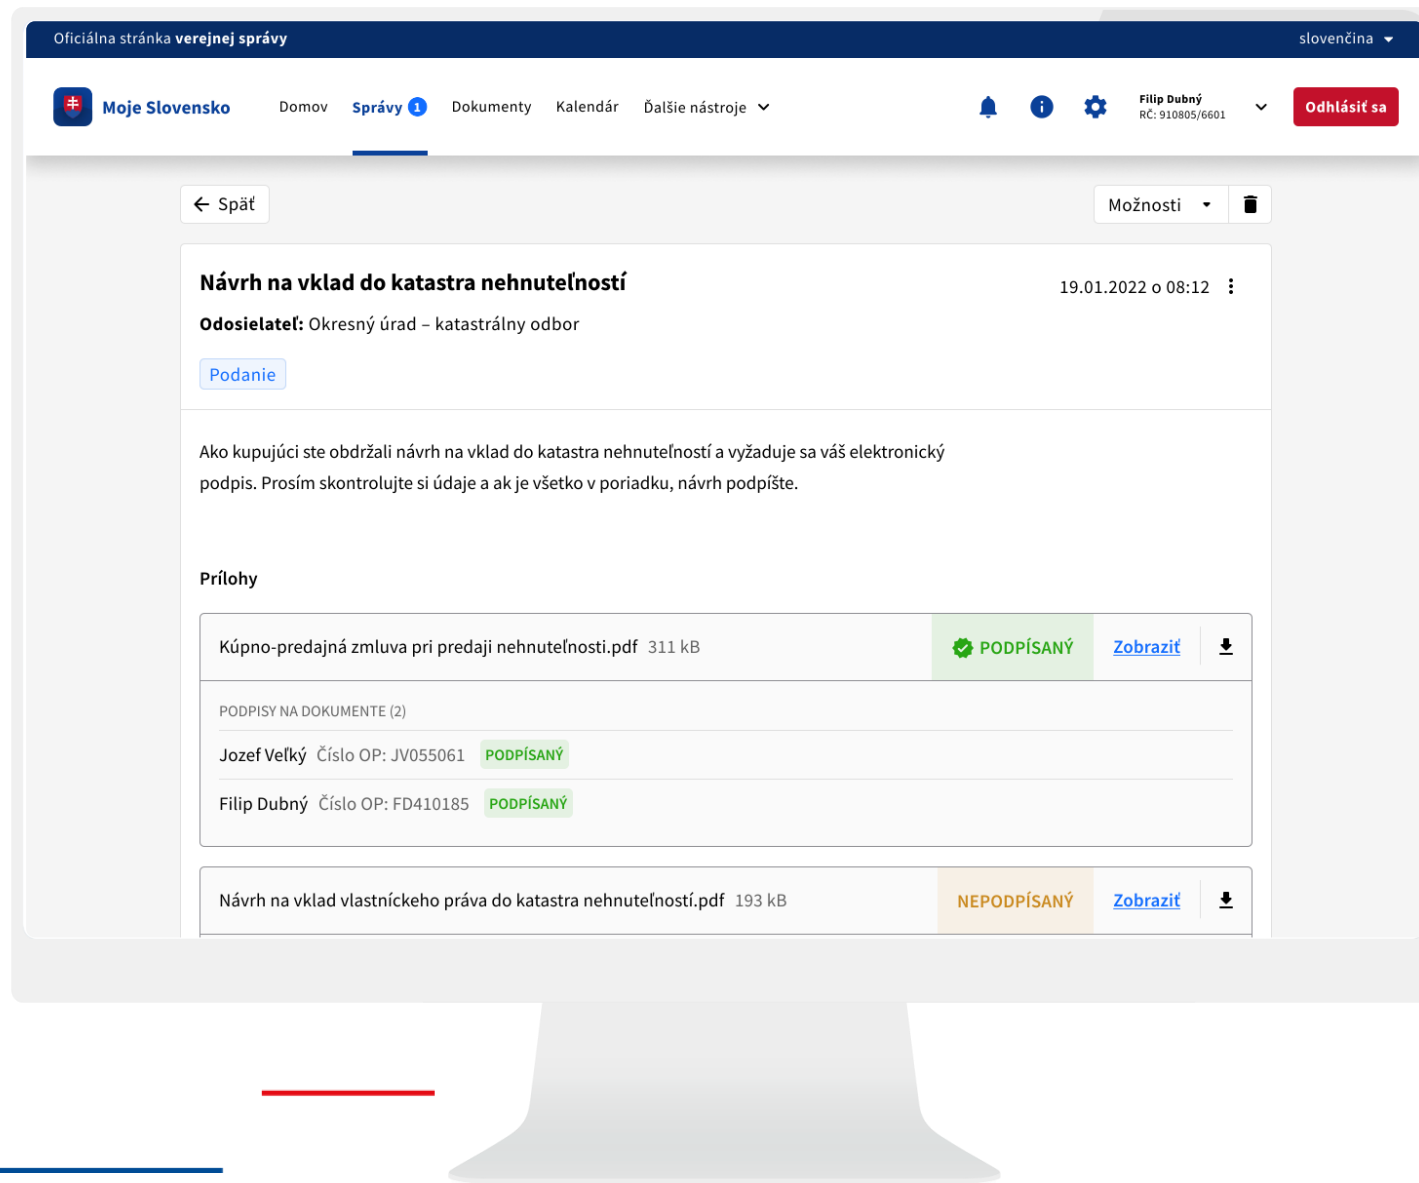 Oficiálna stránka verejnej správy
slovenčina
Moje Slovensko
Domov
Správy 1
Dokumenty
Kalendár
Ďalšie nástroje
Filip Dubný
RČ: 910805/6601
Odhlásiť sa
Späť
Možnosti
Návrh na vklad do katastra nehnuteľností
19.01.2022 o 08:12
Odosielateľ: Okresný úrad – katastrálny odbor
Podanie
Ako kupujúci ste obdržali návrh na vklad do katastra nehnuteľností a vyžaduje sa váš elektronický
podpis. Prosím skontrolujte si údaje a ak je všetko v poriadku, návrh podpíšte.
Prílohy
Kúpno-predajná zmluva pri predaji nehnuteľnosti.pdf 311 kB
PODPÍSANÝ
Zobraziť
PODPISY NA DOKUMENTE (2)
Jozef Veľký Číslo OP: JV055061 PODPÍSANÝ
Filip Dubný Číslo OP: FD410185 PODPÍSANÝ
Návrh na vklad vlastníckeho práva do katastra nehnuteľností.pdf 193 kB
NEPODPÍSANÝ
Zobraziť